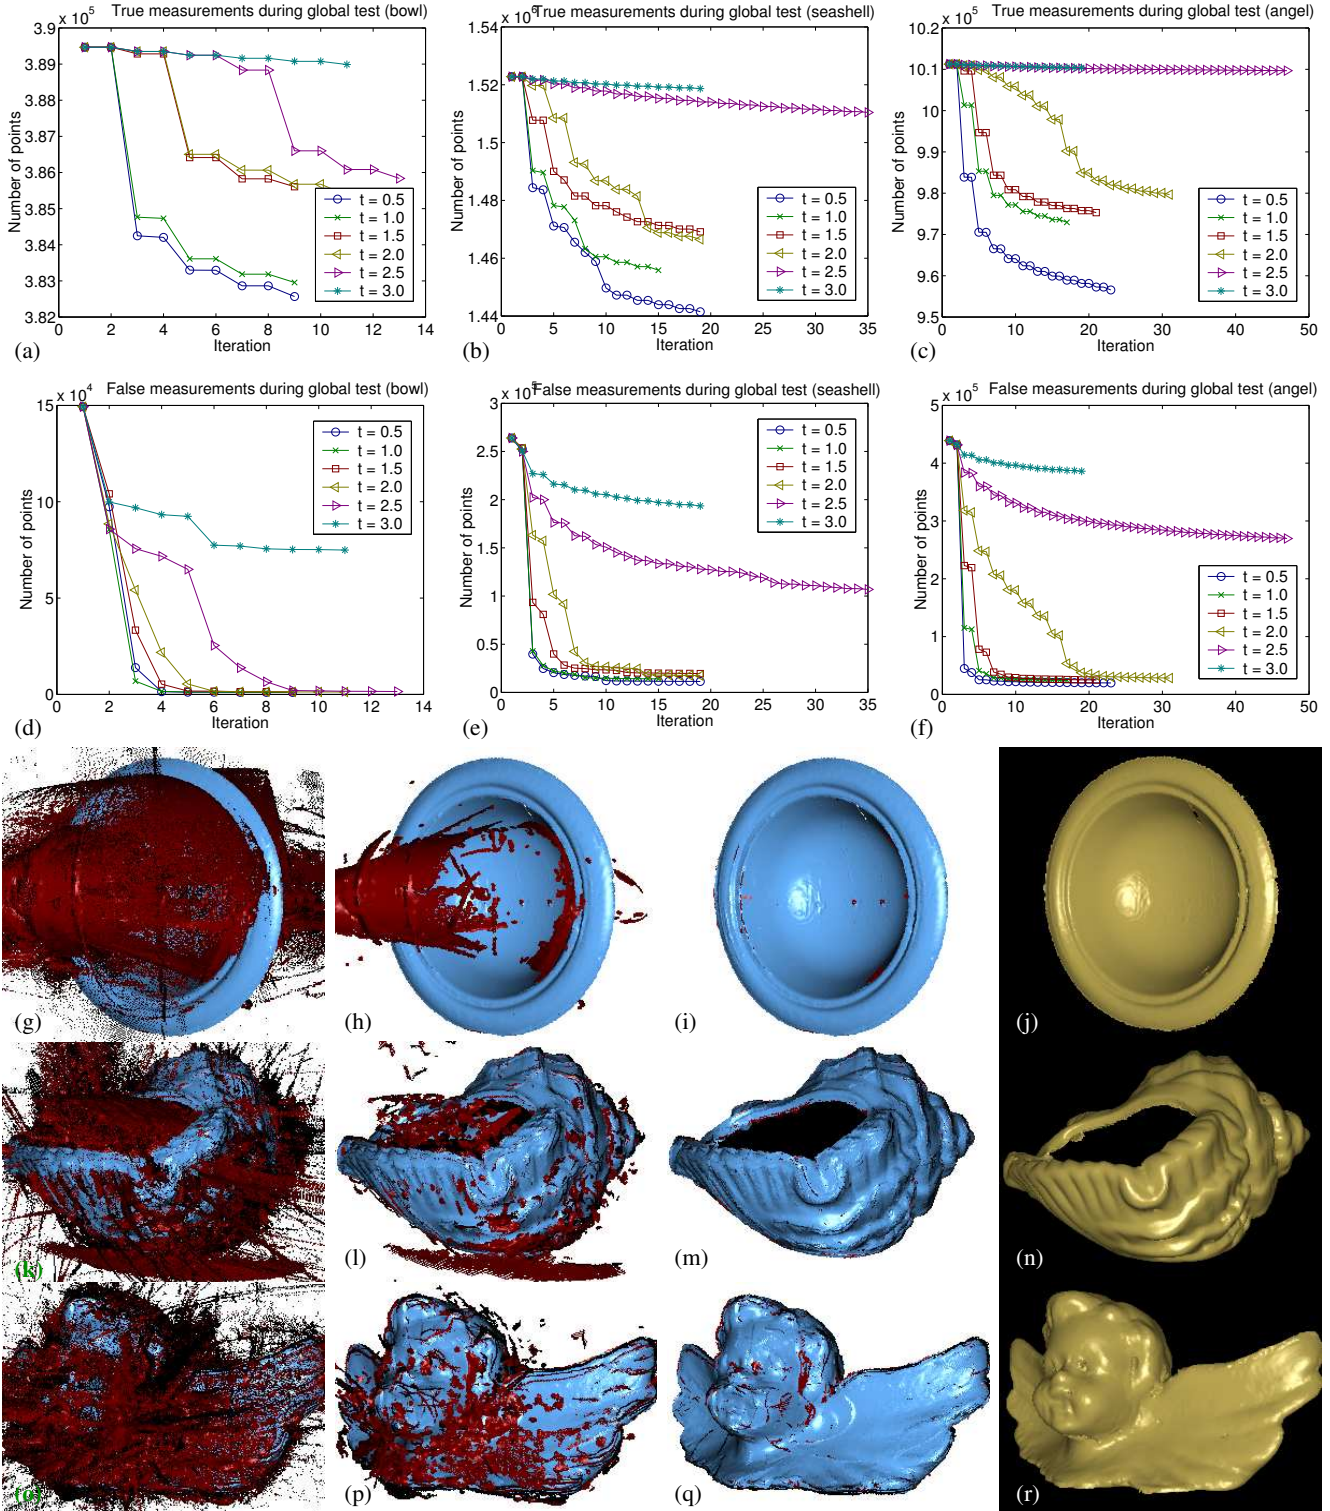 True measurements during global test (bowl)
x 10^5
3.9
3.89
3.88
3.87
3.86
3.85
3.84
3.83
3.82
Number of points
0 2 4 6 8 10 12 14
Iteration
t = 0.5
t = 1.0
t = 1.5
t = 2.0
t = 2.5
t = 3.0
(a)
True measurements during global test (seashell)
x 10^6
1.54
1.52
1.5
1.48
1.46
1.44
Number of points
0 5 10 15 20 25 30 35
Iteration
t = 0.5
t = 1.0
t = 1.5
t = 2.0
t = 2.5
t = 3.0
(b)
True measurements during global test (angel)
x 10^5
10.2
10.1
10
9.9
9.8
9.7
9.6
9.5
Number of points
0 10 20 30 40 50
Iteration
t = 0.5
t = 1.0
t = 1.5
t = 2.0
t = 2.5
t = 3.0
(c)
False measurements during global test (bowl)
x 10^4
15
10
5
0
Number of points
0 2 4 6 8 10 12 14
Iteration
t = 0.5
t = 1.0
t = 1.5
t = 2.0
t = 2.5
t = 3.0
(d)
False measurements during global test (seashell)
x 10^5
3
2.5
2
1.5
1
0.5
0
Number of points
0 5 10 15 20 25 30 35
Iteration
t = 0.5
t = 1.0
t = 1.5
t = 2.0
t = 2.5
t = 3.0
(e)
False measurements during global test (angel)
x 10^5
5
4
3
2
1
0
Number of points
0 10 20 30 40 50
Iteration
t = 0.5
t = 1.0
t = 1.5
t = 2.0
t = 2.5
t = 3.0
(f)
(g)
(h)
(i)
(j)
(k)
(l)
(m)
(n)
(o)
(p)
(q)
(r)